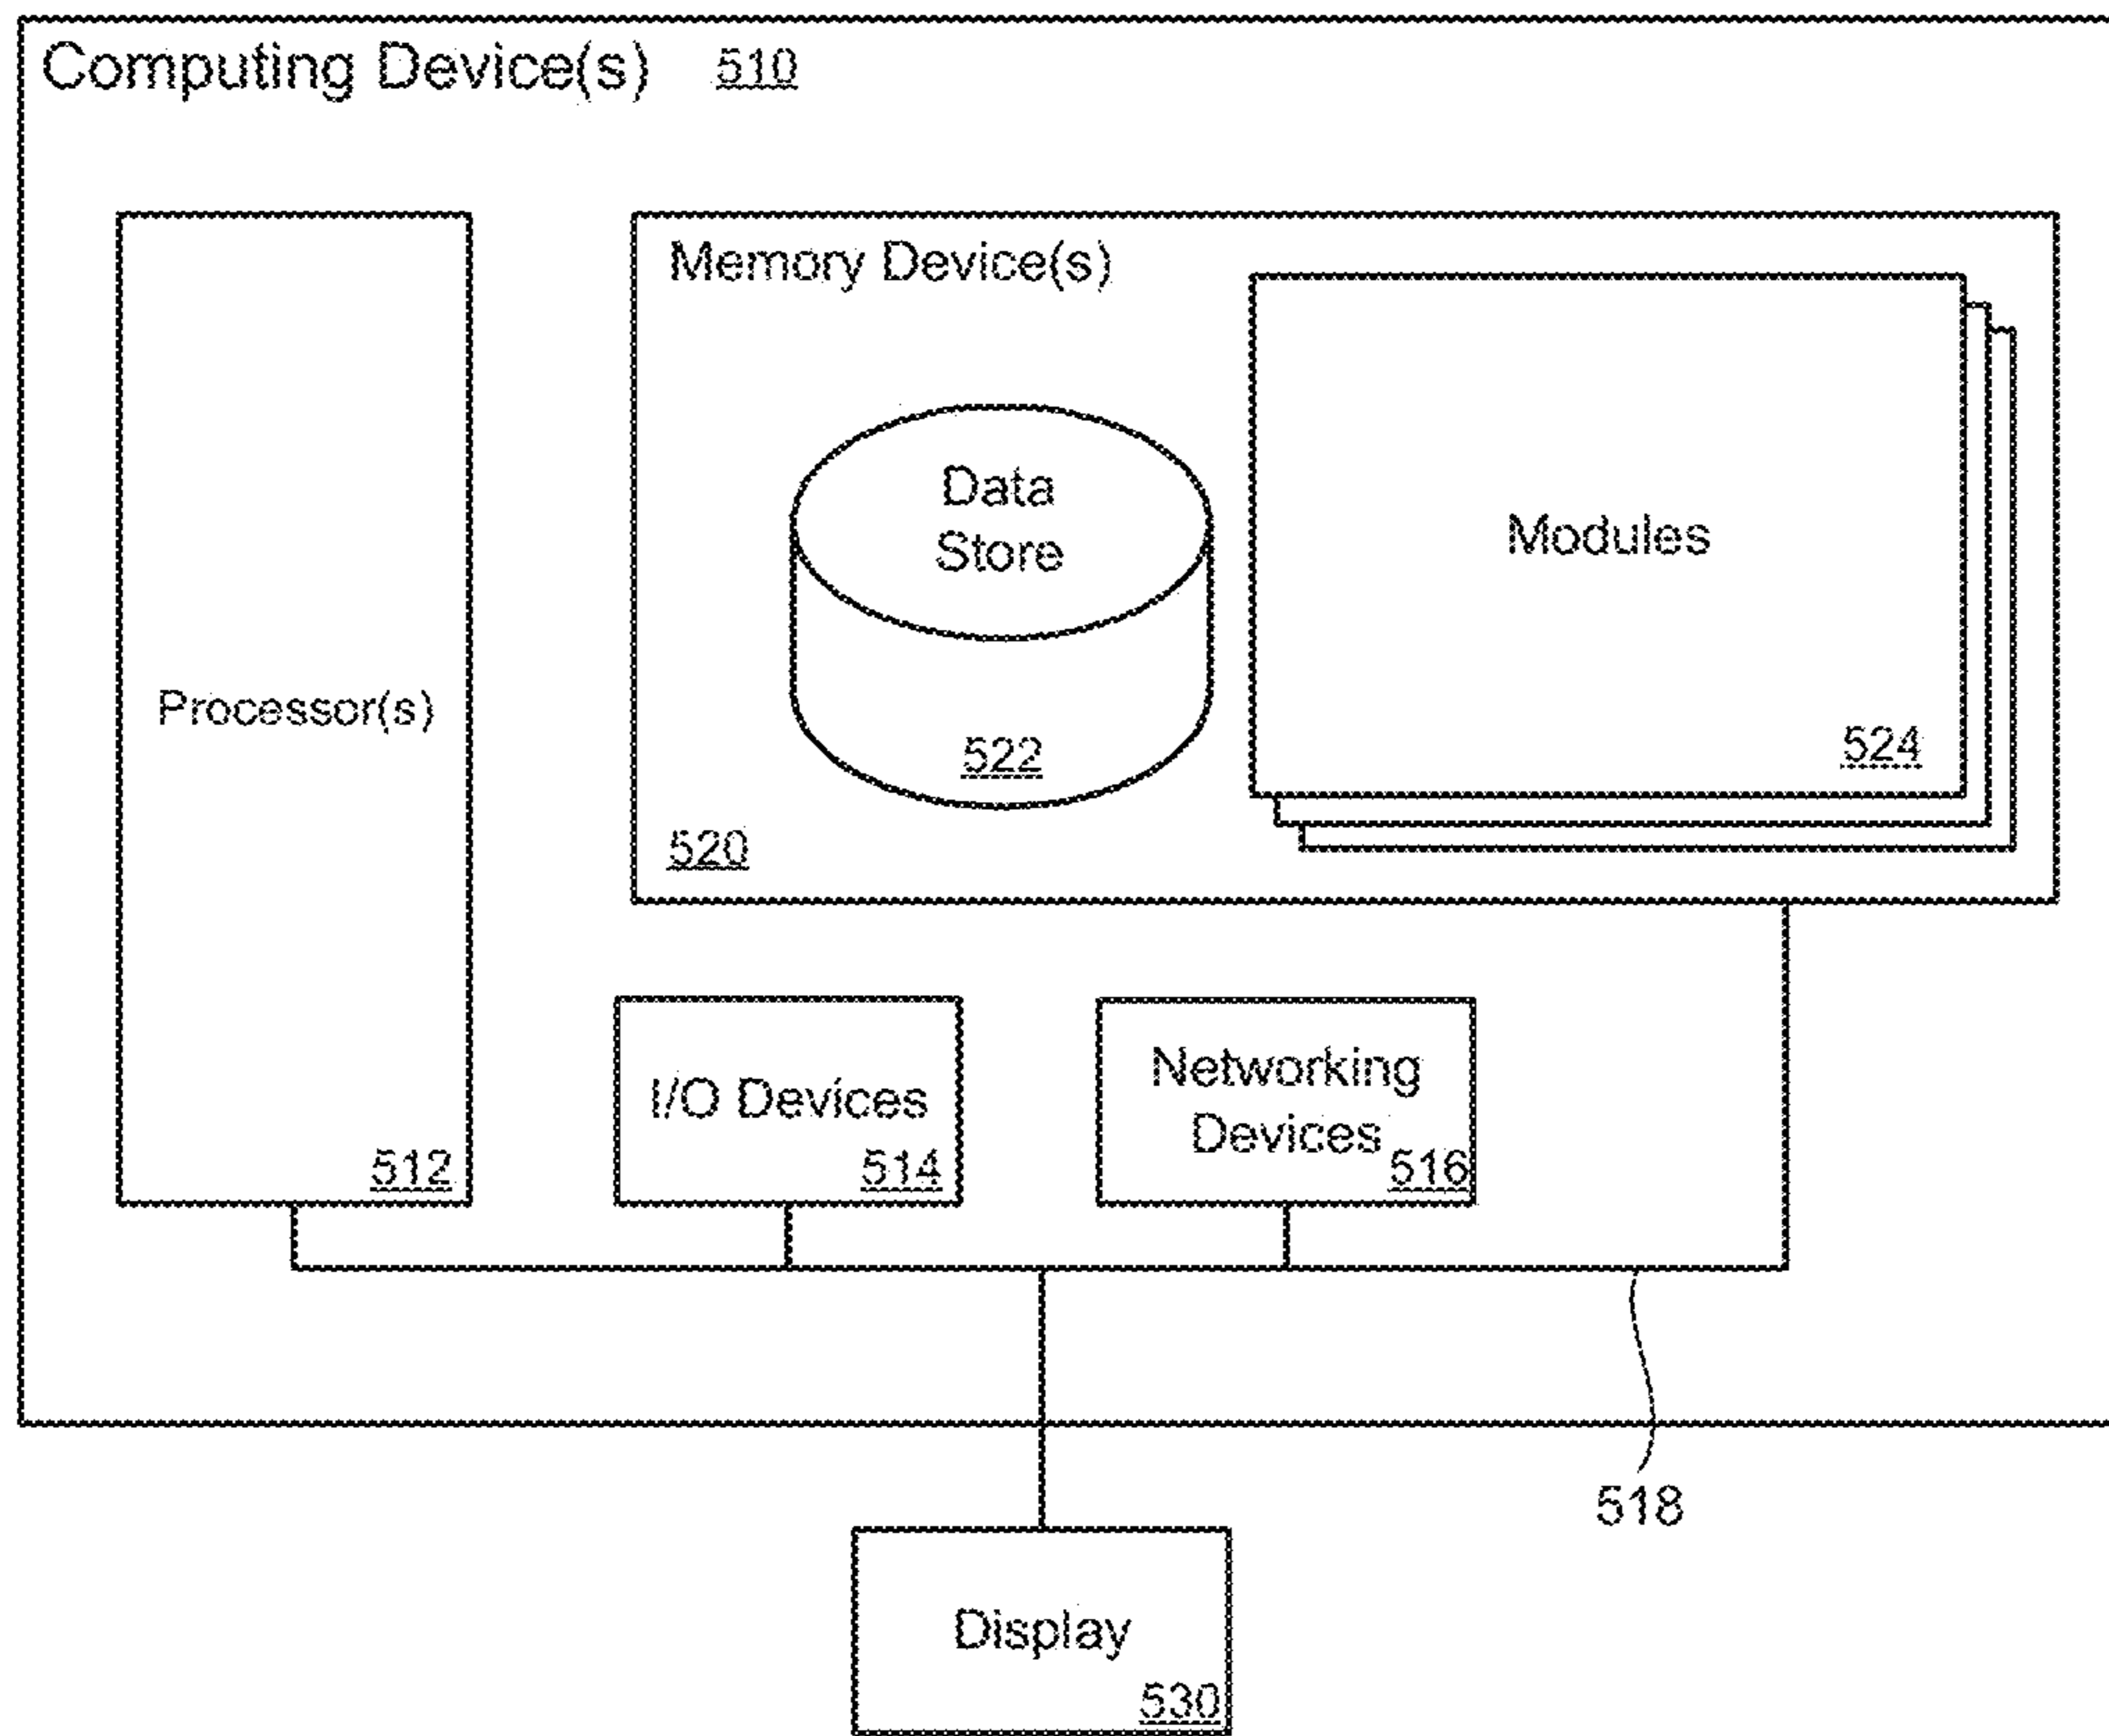 Computing Device(s) 510
Memory Device(s)
Data
Store
522
Modules
524
520
Processor(s)
512
I/O Devices
514
Networking
Devices
516
518
Display
530